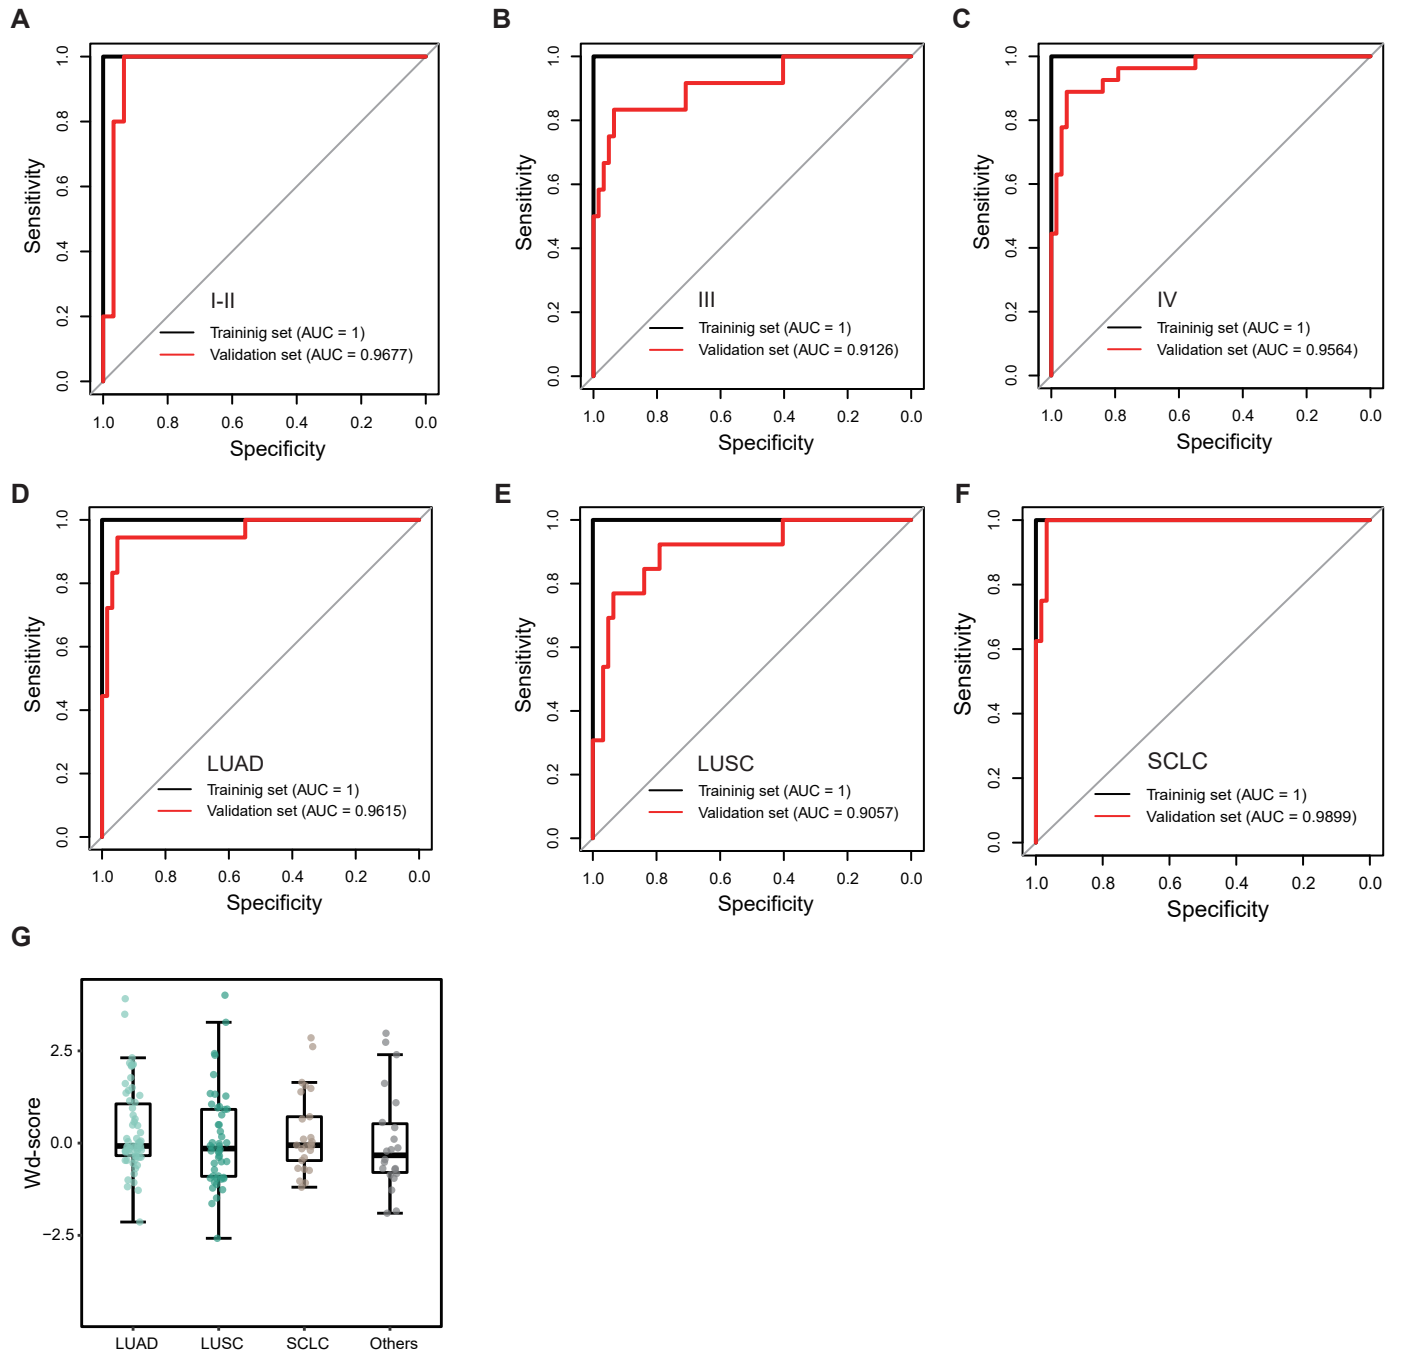 A
1.0
0.8
0.6
0.4
0.2
0.0
Sensitivity
I-II
Traininig set (AUC = 1)
Validation set (AUC = 0.9677)
1.0 0.8 0.6 0.4 0.2 0.0
Specificity
B
1.0
0.8
0.6
0.4
0.2
0.0
Sensitivity
III
Traininig set (AUC = 1)
Validation set (AUC = 0.9126)
1.0 0.8 0.6 0.4 0.2 0.0
Specificity
C
1.0
0.8
0.6
0.4
0.2
0.0
Sensitivity
IV
Traininig set (AUC = 1)
Validation set (AUC = 0.9564)
1.0 0.8 0.6 0.4 0.2 0.0
Specificity
D
1.0
0.8
0.6
0.4
0.2
0.0
Sensitivity
LUAD
Traininig set (AUC = 1)
Validation set (AUC = 0.9615)
1.0 0.8 0.6 0.4 0.2 0.0
Specificity
E
1.0
0.8
0.6
0.4
0.2
0.0
Sensitivity
LUSC
Traininig set (AUC = 1)
Validation set (AUC = 0.9057)
1.0 0.8 0.6 0.4 0.2 0.0
Specificity
F
1.0
0.8
0.6
0.4
0.2
0.0
Sensitivity
SCLC
Traininig set (AUC = 1)
Validation set (AUC = 0.9899)
1.0 0.8 0.6 0.4 0.2 0.0
Specificity
G
2.5
0.0
−2.5
Wd-score
LUAD LUSC SCLC Others